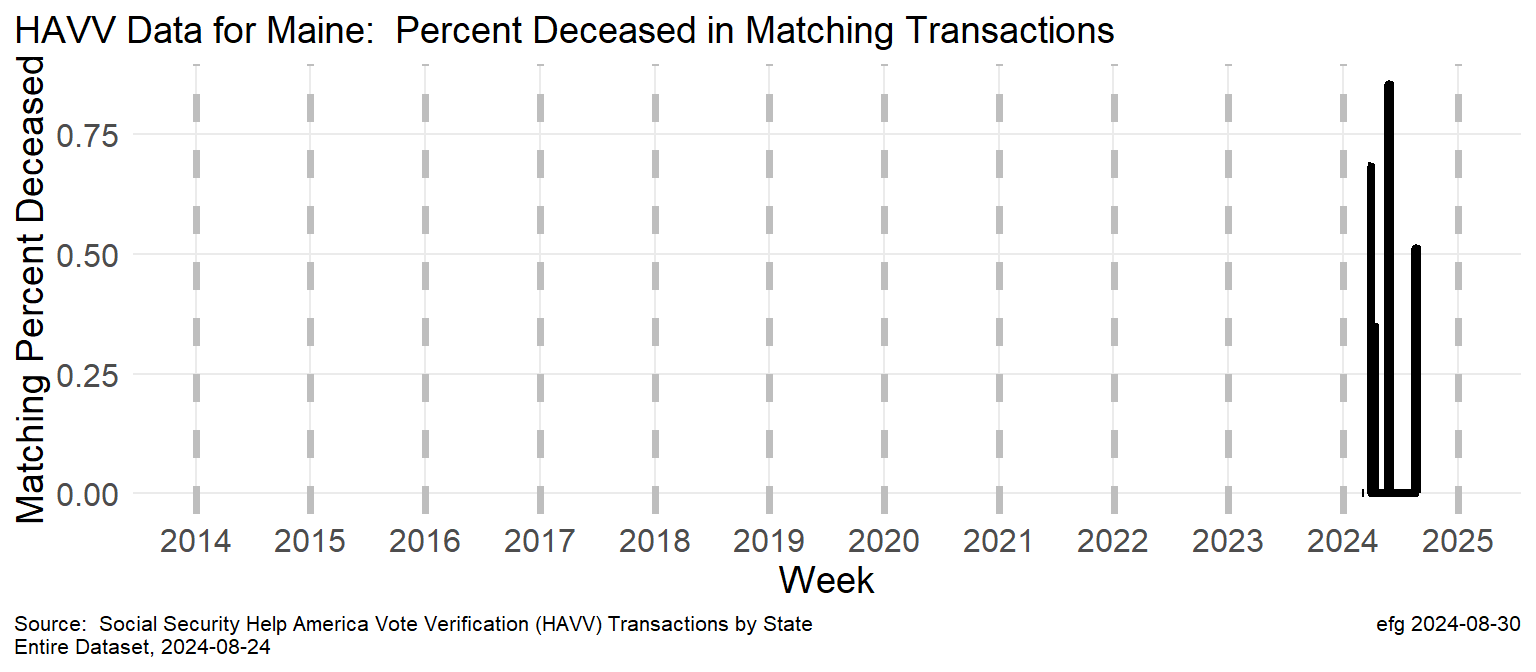 HAVV Data for Maine:  Percent Deceased in Matching Transactions
Matching Percent Deceased
0.75
0.50
0.25
0.00
2014 2015 2016 2017 2018 2019 2020 2021 2022 2023 2024 2025
Week
Source:  Social Security Help America Vote Verification (HAVV) Transactions by State
Entire Dataset, 2024-08-24
efg 2024-08-30